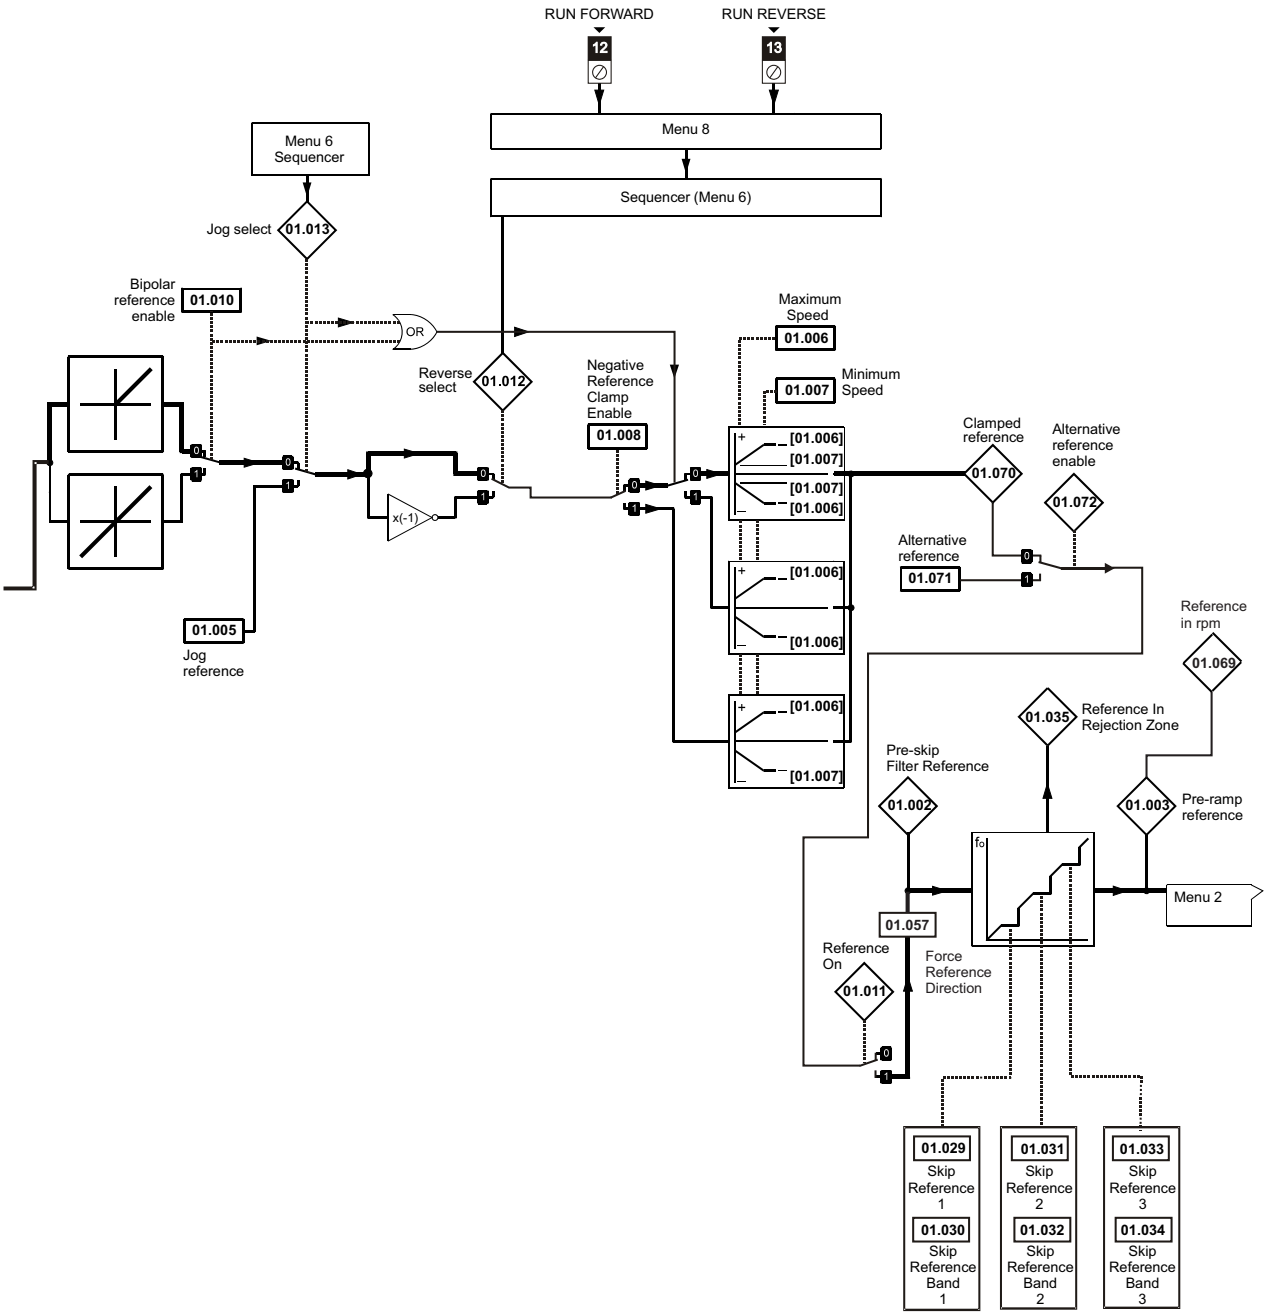 RUN FORWARD
RUN REVERSE
12
13
Menu 8
Menu 6
Sequencer
Sequencer (Menu 6)
Jog select
01.013
Bipolar
reference
enable
01.010
OR
Maximum
Speed
01.006
Reverse
select
01.012
Negative
Reference
Clamp
Enable
01.008
01.007
Minimum
Speed
0
1
0
1
x(-1)
0
1
0
1
0
1
+
[01.006]
[01.007]
[01.007]
[01.006]
–
Clamped
reference
01.070
Alternative
reference
enable
01.072
Alternative
reference
01.071
0
1
+
[01.006]
[01.006]
–
01.005
Jog
reference
Reference
in rpm
01.069
+
[01.006]
[01.007]
–
01.035
Reference In
Rejection Zone
Pre-skip
Filter Reference
01.002
01.003
Pre-ramp
reference
fo
Menu 2
01.057
Reference
On
01.011
Force
Reference
Direction
0
1
01.029
Skip
Reference
1
01.030
Skip
Reference
Band
1
01.031
Skip
Reference
2
01.032
Skip
Reference
Band
2
01.033
Skip
Reference
3
01.034
Skip
Reference
Band
3